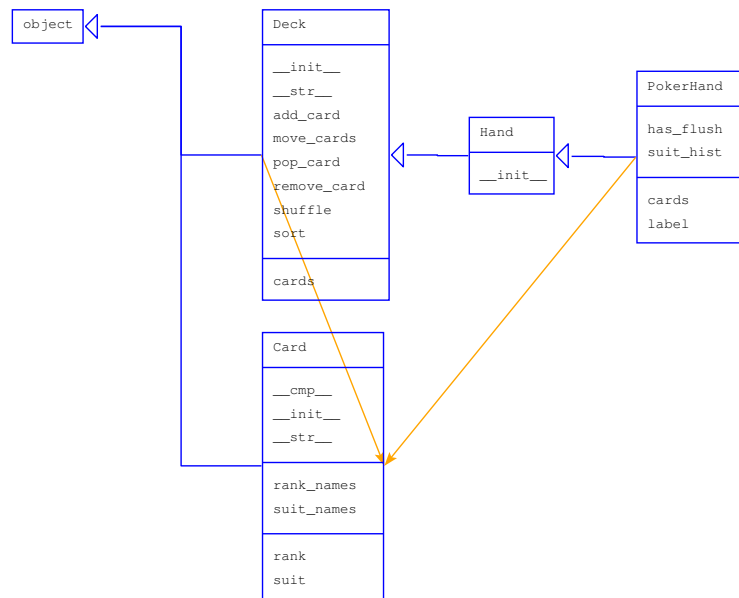 object
Deck
__init__
__str__
add_card
move_cards
pop_card
remove_card
shuffle
sort
cards
Hand
__init__
PokerHand
has_flush
suit_hist
cards
label
Card
__cmp__
__init__
__str__
rank_names
suit_names
rank
suit